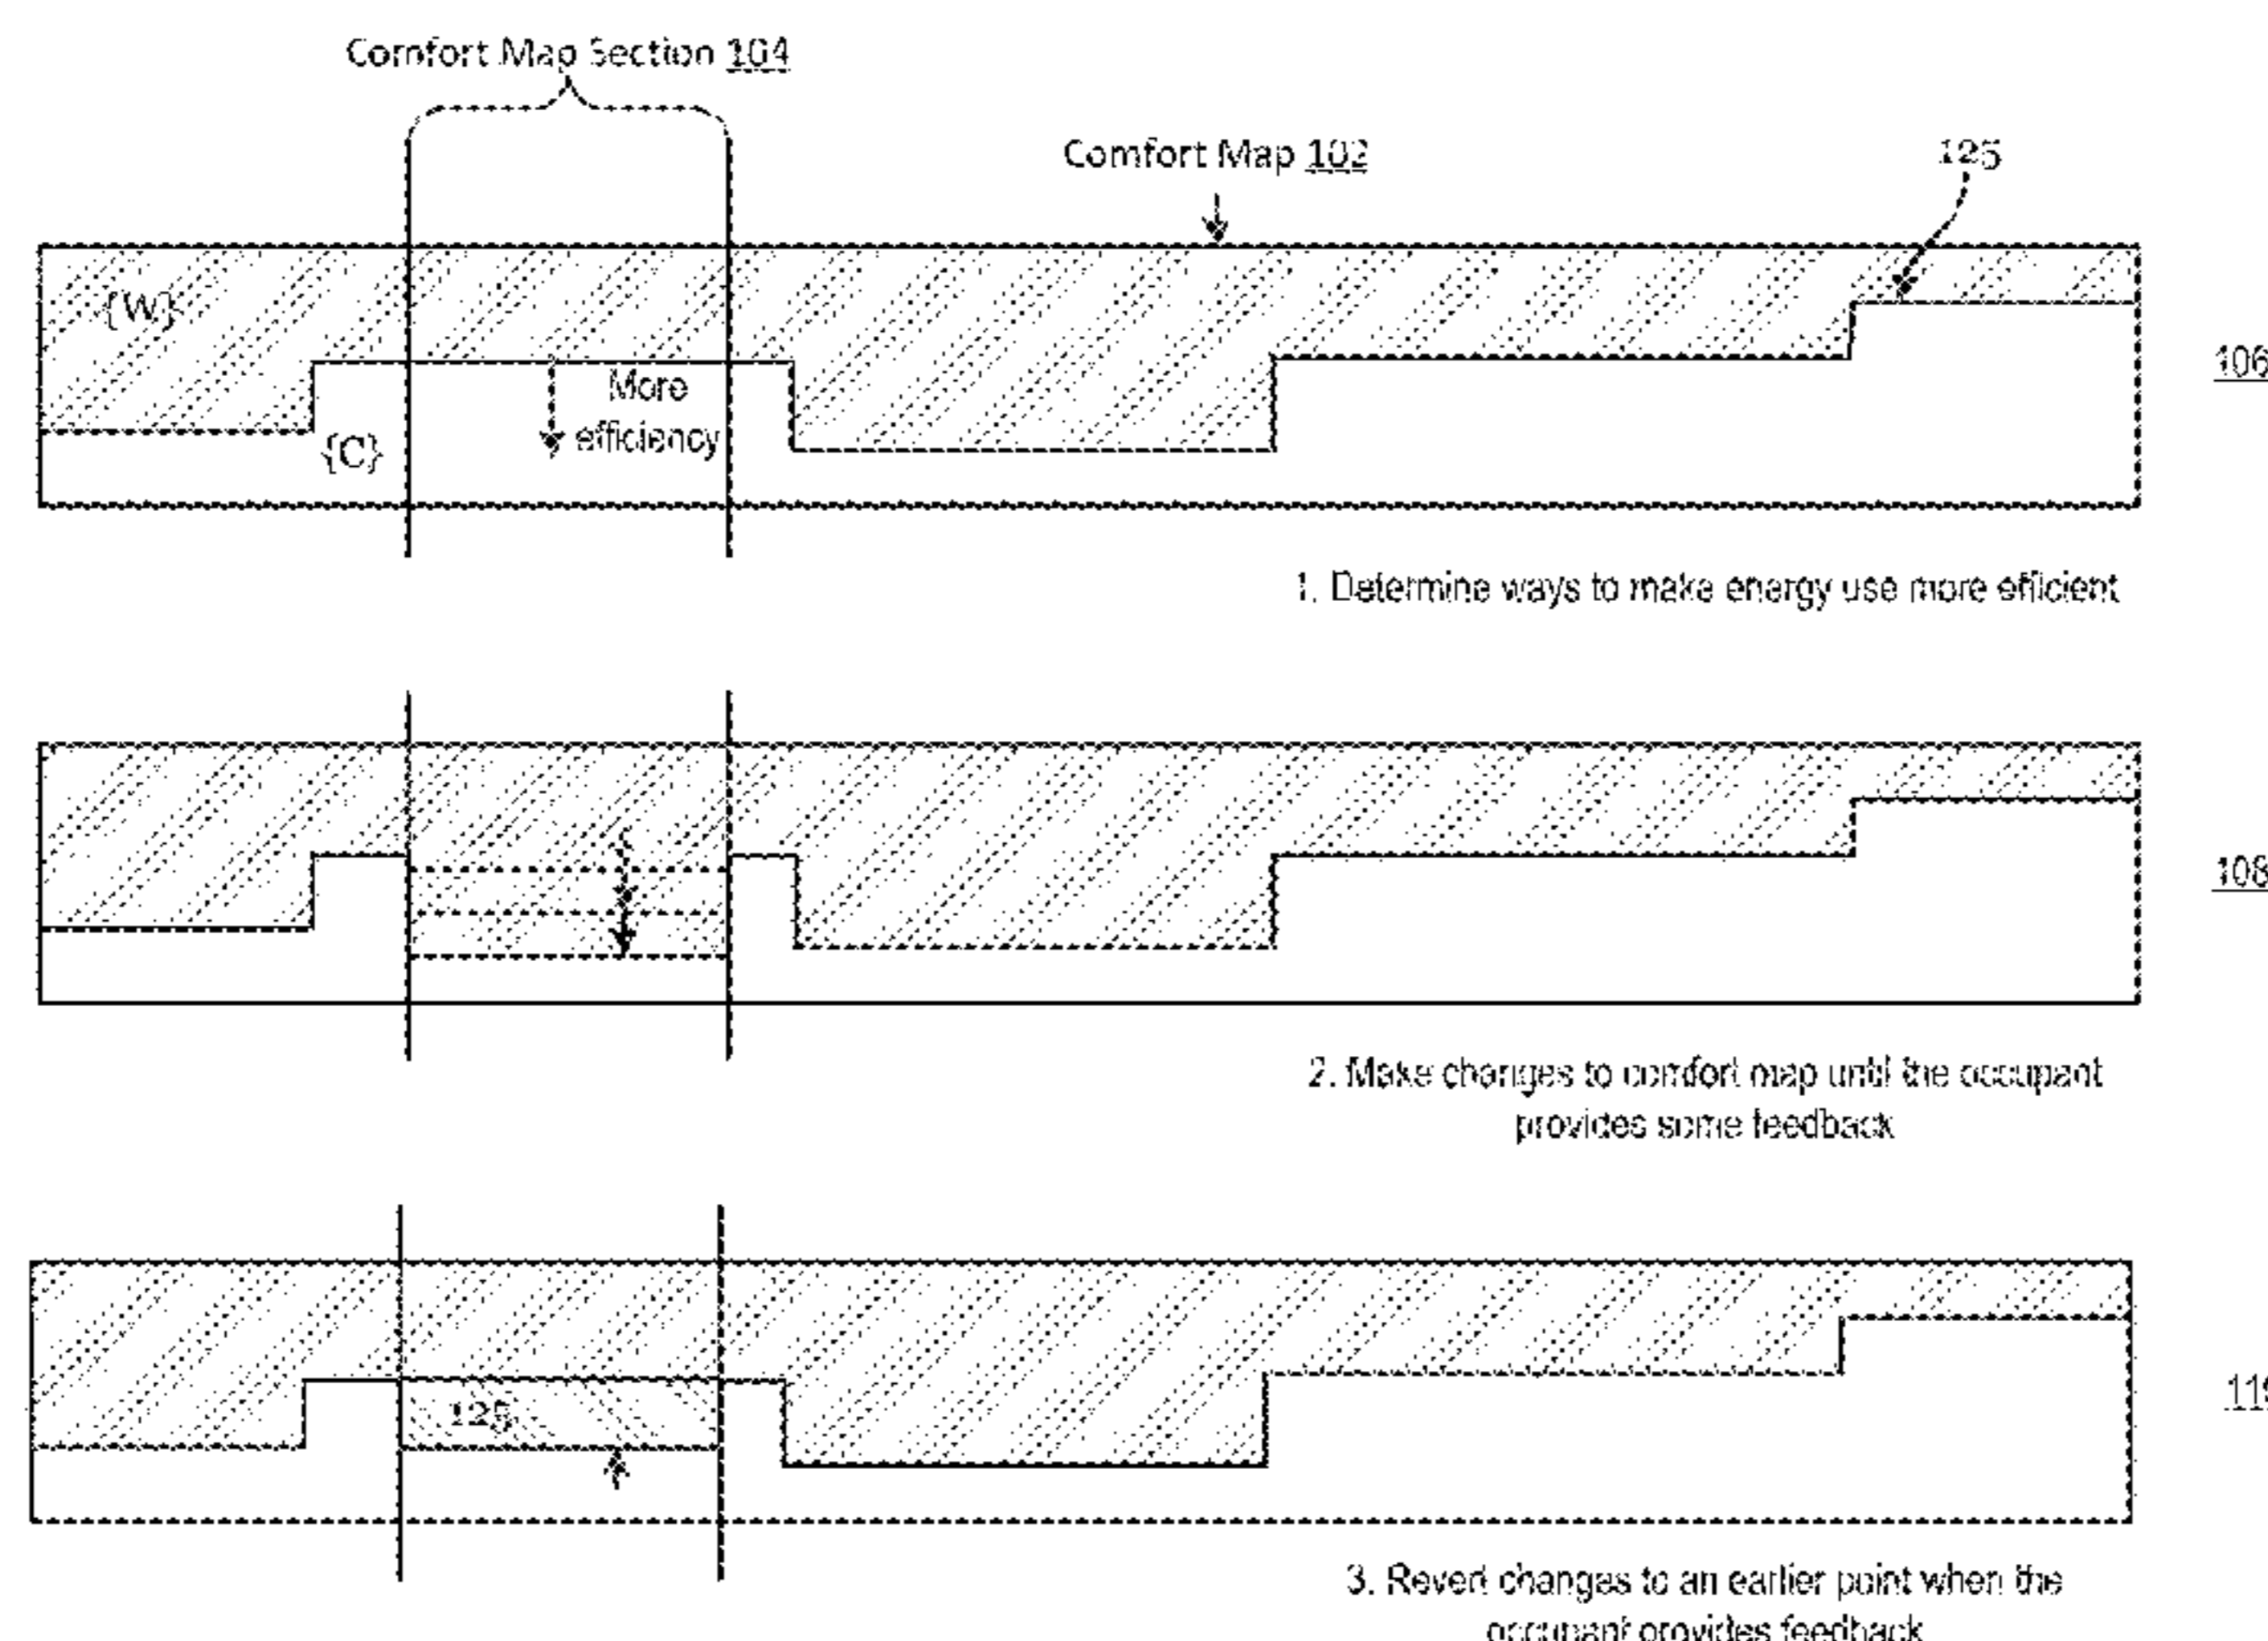 Comfort Map Section 104
Comfort Map 102
125
{W}
More
efficiency
{C}
106
1. Determine ways to make energy use more efficient
108
2. Make changes to comfort map until the occupant
provides some feedback
125
3. Revert changes to an earlier point when the
occupant provides feedback